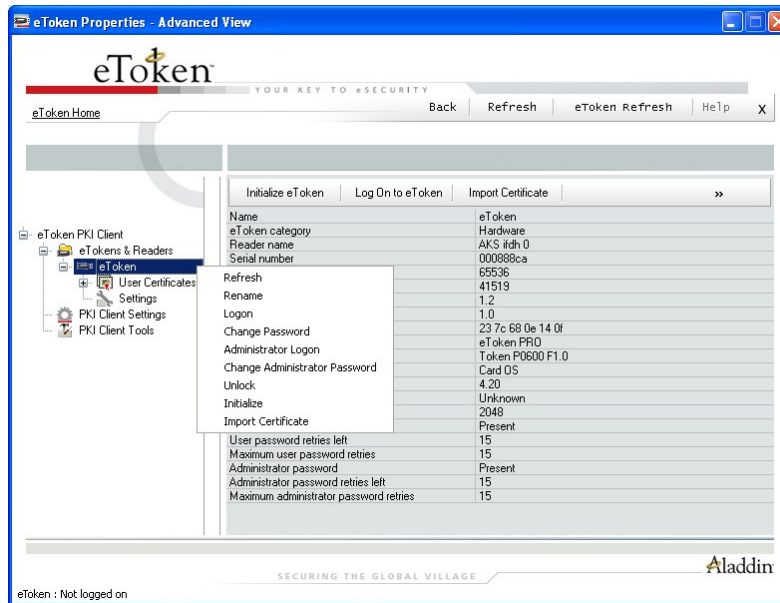 eToken Properties - Advanced View
eToken
YOUR KEY TO eSECURITY
eToken Home
Back
Refresh
eToken Refresh
Help
X
Initialize eToken
Log On to eToken
Import Certificate
»
eToken PKI Client
eTokens & Readers
eToken
User Certificates
Settings
PKI Client Settings
PKI Client Tools
Refresh
Rename
Logon
Change Password
Administrator Logon
Change Administrator Password
Unlock
Initialize
Import Certificate
Name eToken
eToken category Hardware
Reader name AKS ifdh 0
Serial number 000888ca
65536
41519
1.2
1.0
23 7c 68 0e 14 0f
eToken PRO
Token P0600 F1.0
Card OS
4.20
Unknown
2048
Present
User password retries left 15
Maximum user password retries 15
Administrator password Present
Administrator password retries left 15
Maximum administrator password retries 15
SECURING THE GLOBAL VILLAGE
Aladdin
eToken : Not logged on